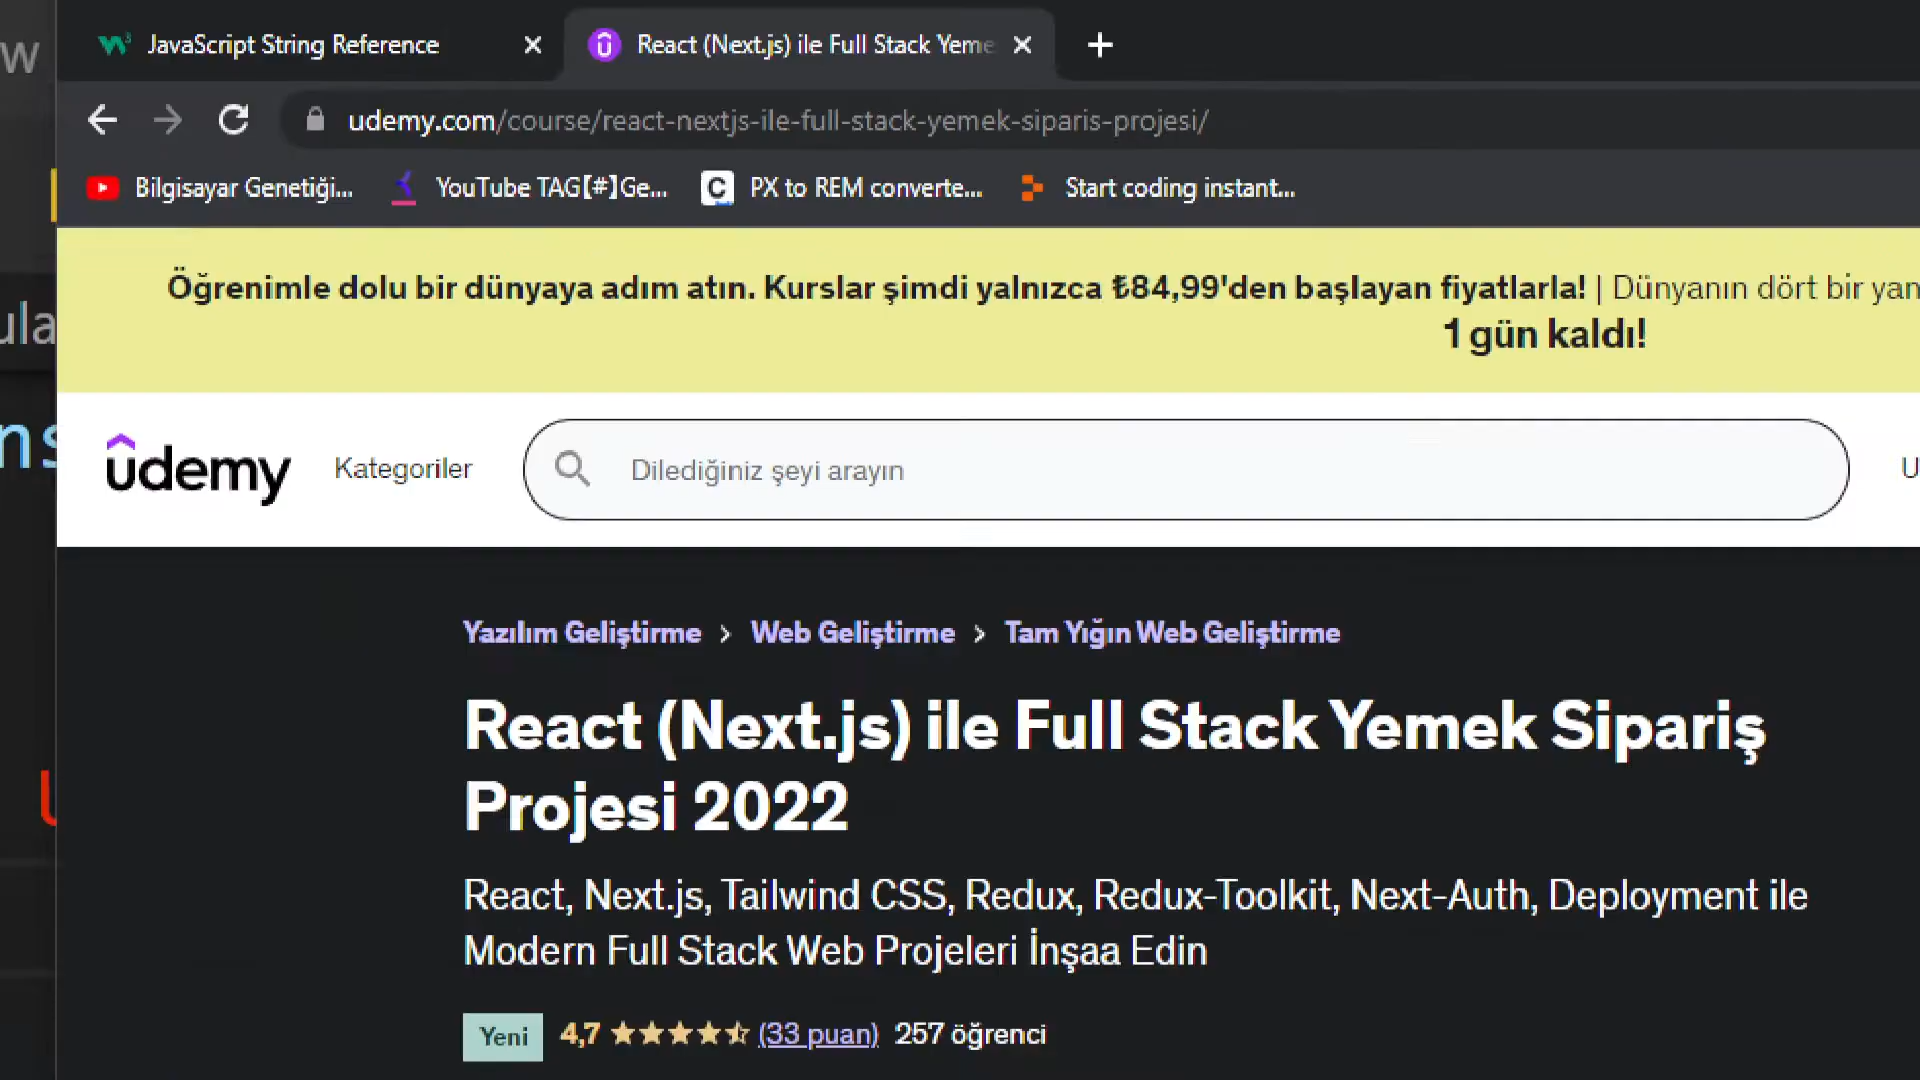 JavaScript String Reference
React (Next.js) ile Full Stack Yeme
udemy.com/course/react-nextjs-ile-full-stack-yemek-siparis-projesi/
Bilgisayar Genetiği... YouTube TAG【#】Ge... PX to REM converte... Start coding instant...
Öğrenimle dolu bir dünyaya adım atın. Kurslar şimdi yalnızca ₺84,99'den başlayan fiyatlarla! | Dünyanın dört bir yan
1 gün kaldı!
udemy Kategoriler Dilediğiniz şeyi arayın
Yazılım Geliştirme > Web Geliştirme > Tam Yığın Web Geliştirme
React (Next.js) ile Full Stack Yemek Sipariş
Projesi 2022
React, Next.js, Tailwind CSS, Redux, Redux-Toolkit, Next-Auth, Deployment ile
Modern Full Stack Web Projeleri İnşaa Edin
Yeni 4,7 (33 puan) 257 öğrenci